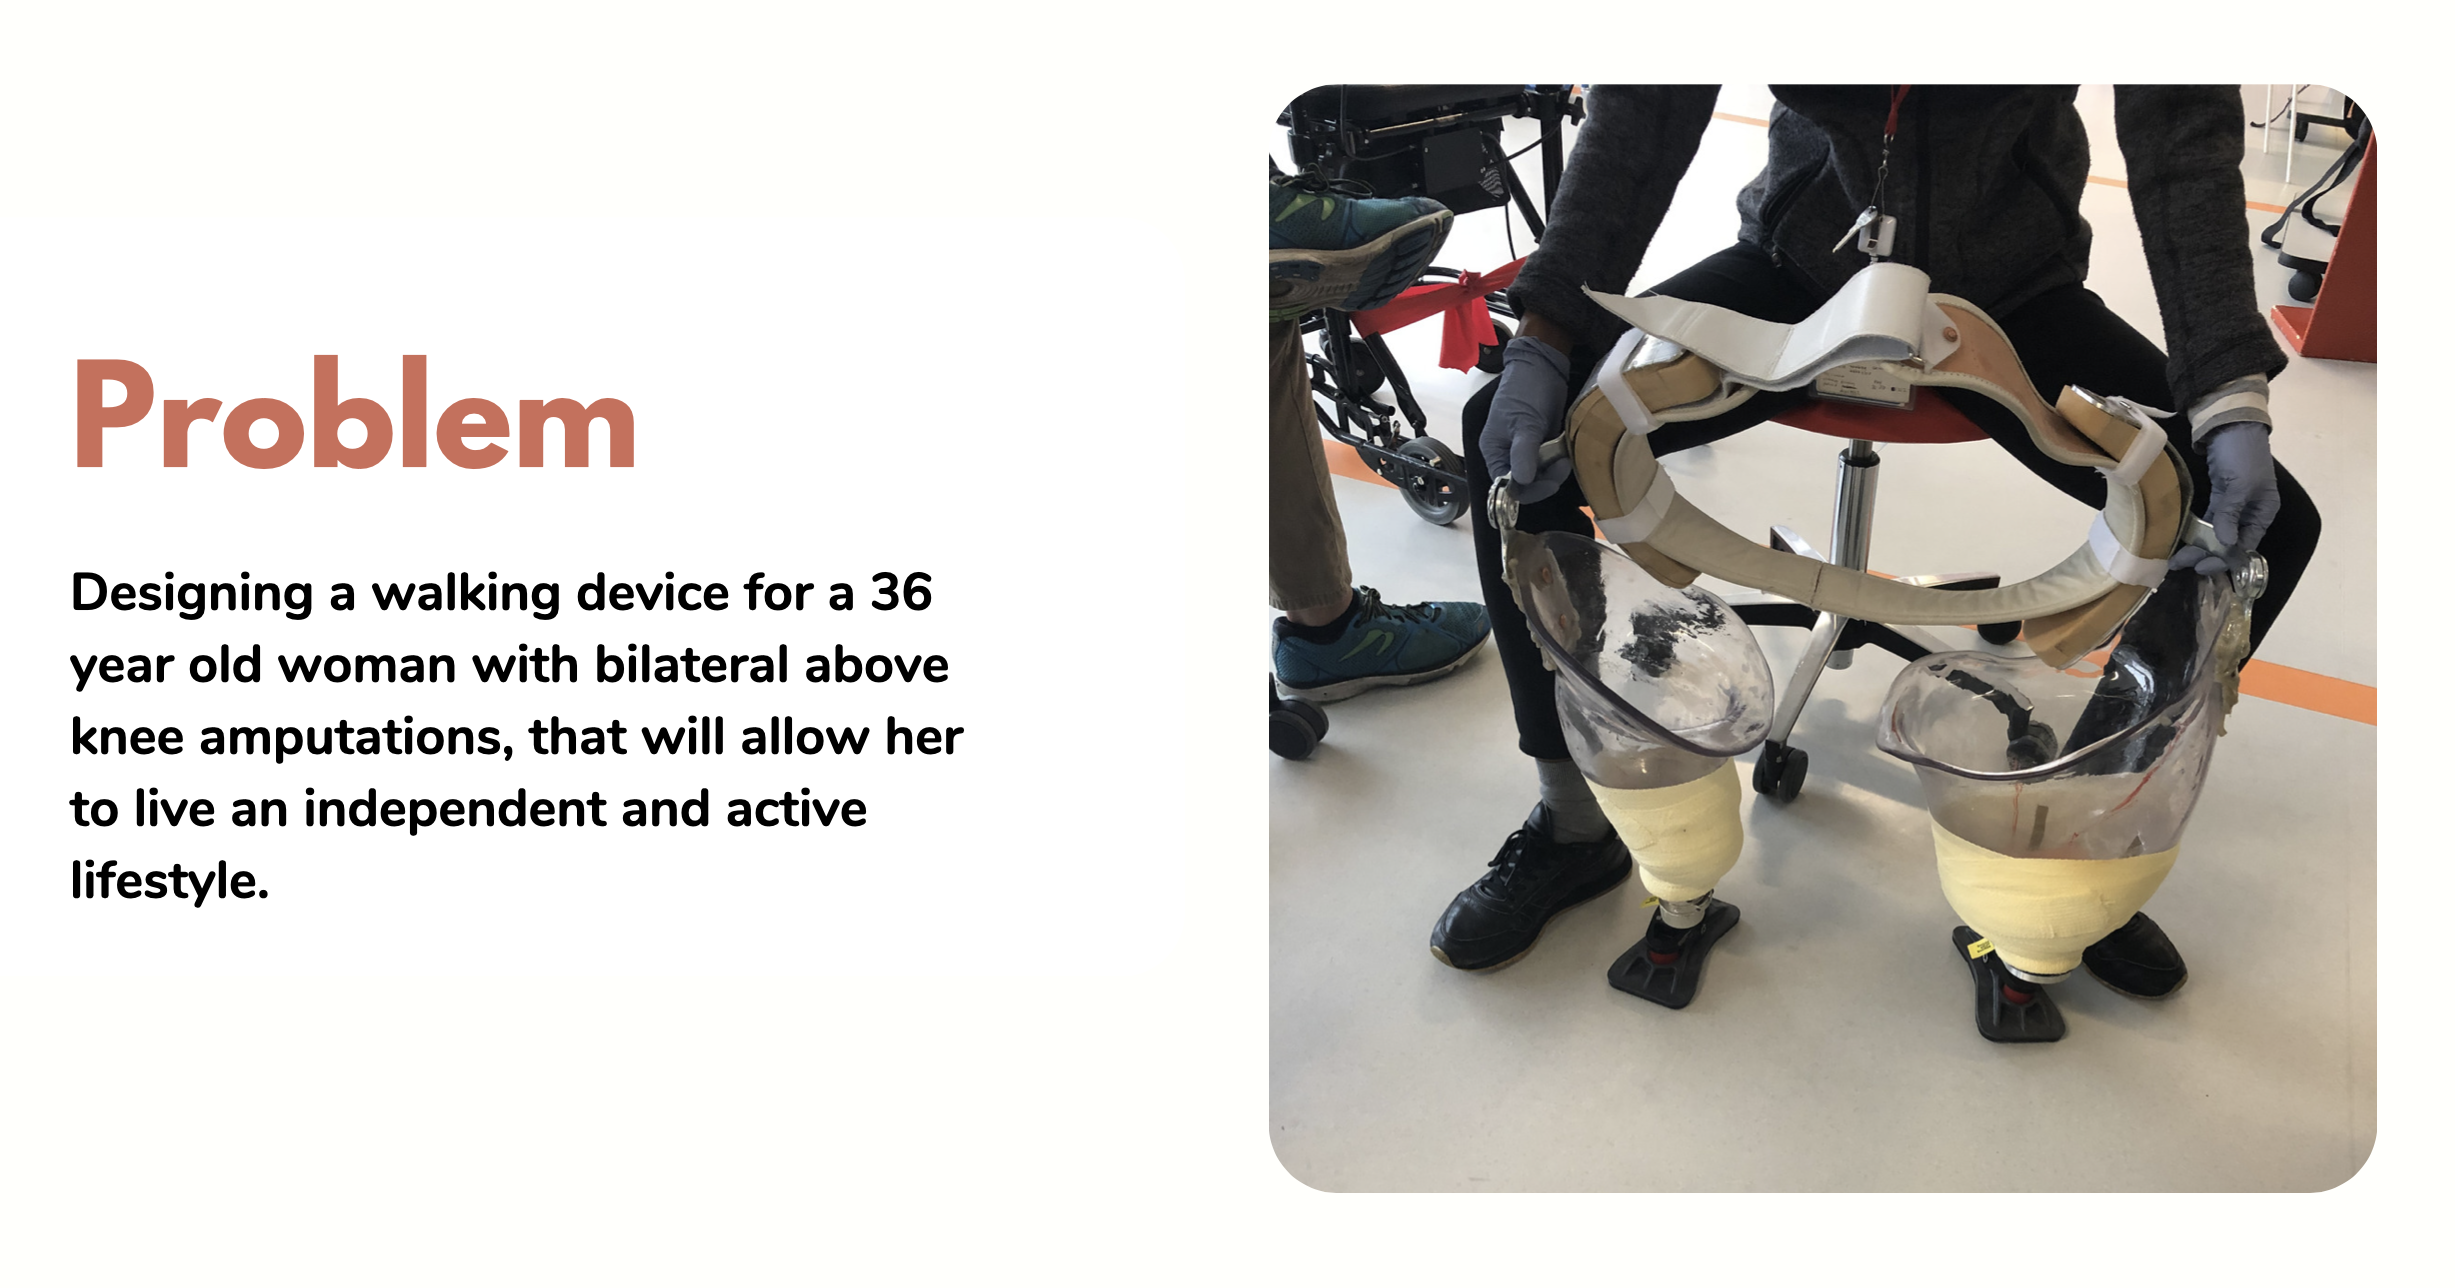 Problem
Designing a walking device for a 36
year old woman with bilateral above
knee amputations, that will allow her
to live an independent and active
lifestyle.